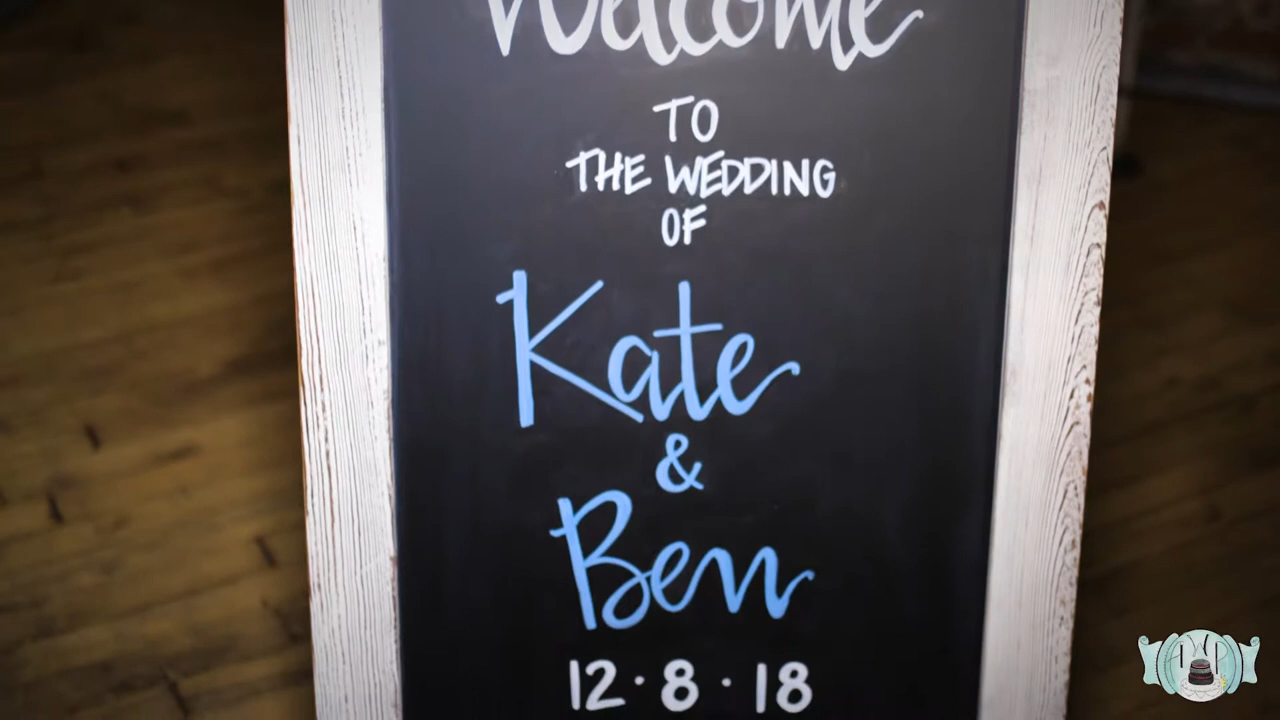 Welcome
TO
THE WEDDING
OF
Kate
&
Ben
12·8·18